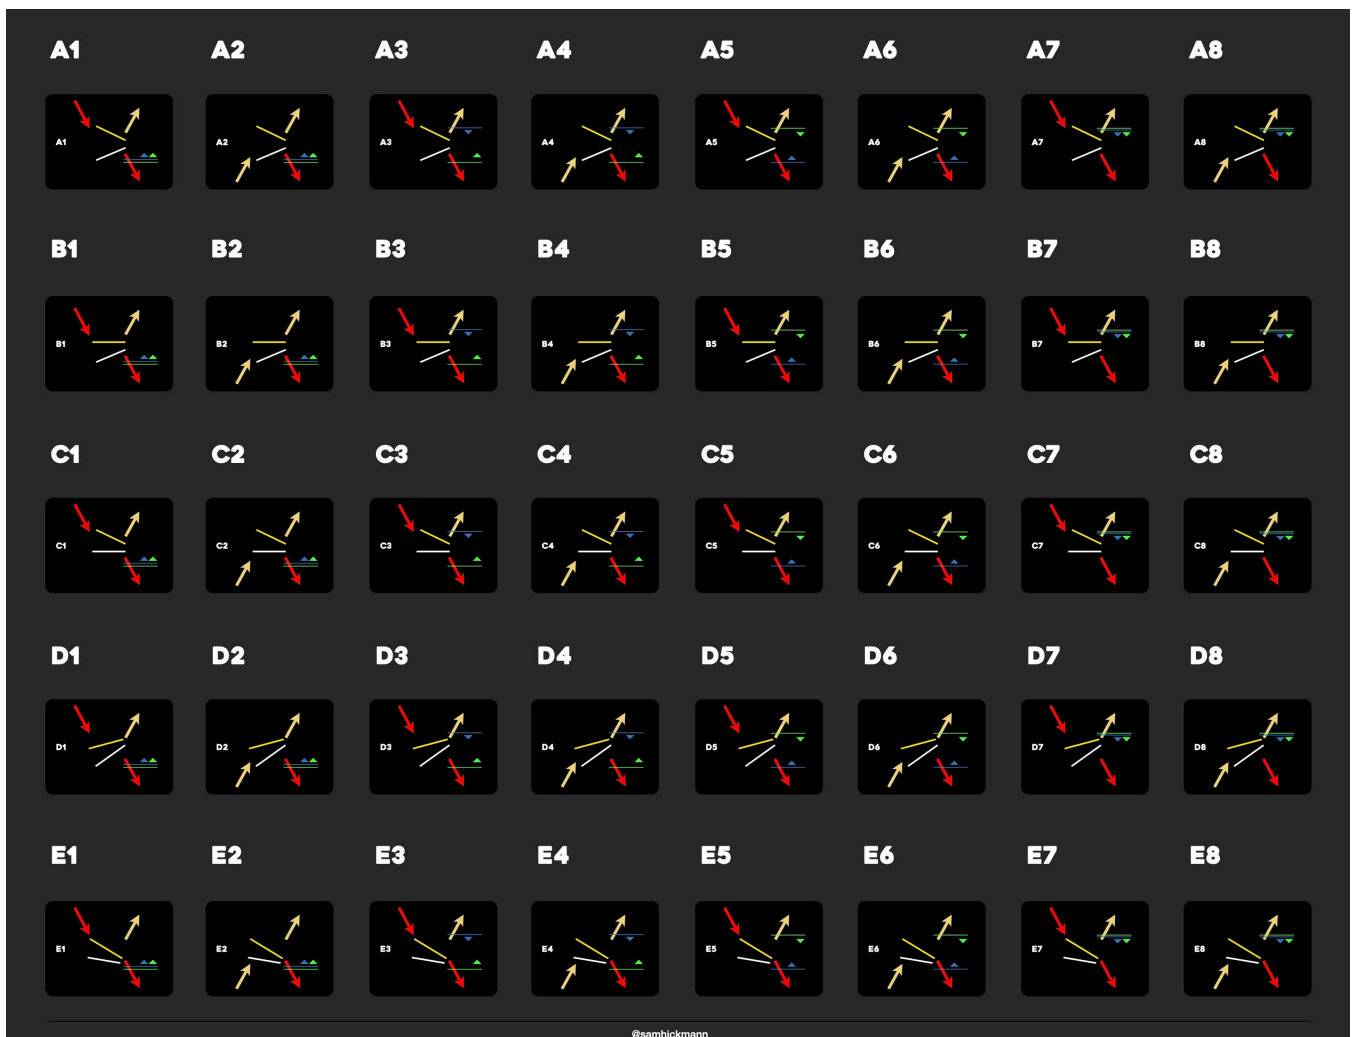 A1 A2 A3 A4 A5 A6 A7 A8
A1 A2 A3 A4 A5 A6 A7 A8
B1 B2 B3 B4 B5 B6 B7 B8
B1 B2 B3 B4 B5 B6 B7 B8
C1 C2 C3 C4 C5 C6 C7 C8
C1 C2 C3 C4 C5 C6 C7 C8
D1 D2 D3 D4 D5 D6 D7 D8
D1 D2 D3 D4 D5 D6 D7 D8
E1 E2 E3 E4 E5 E6 E7 E8
E1 E2 E3 E4 E5 E6 E7 E8
@samhickmann